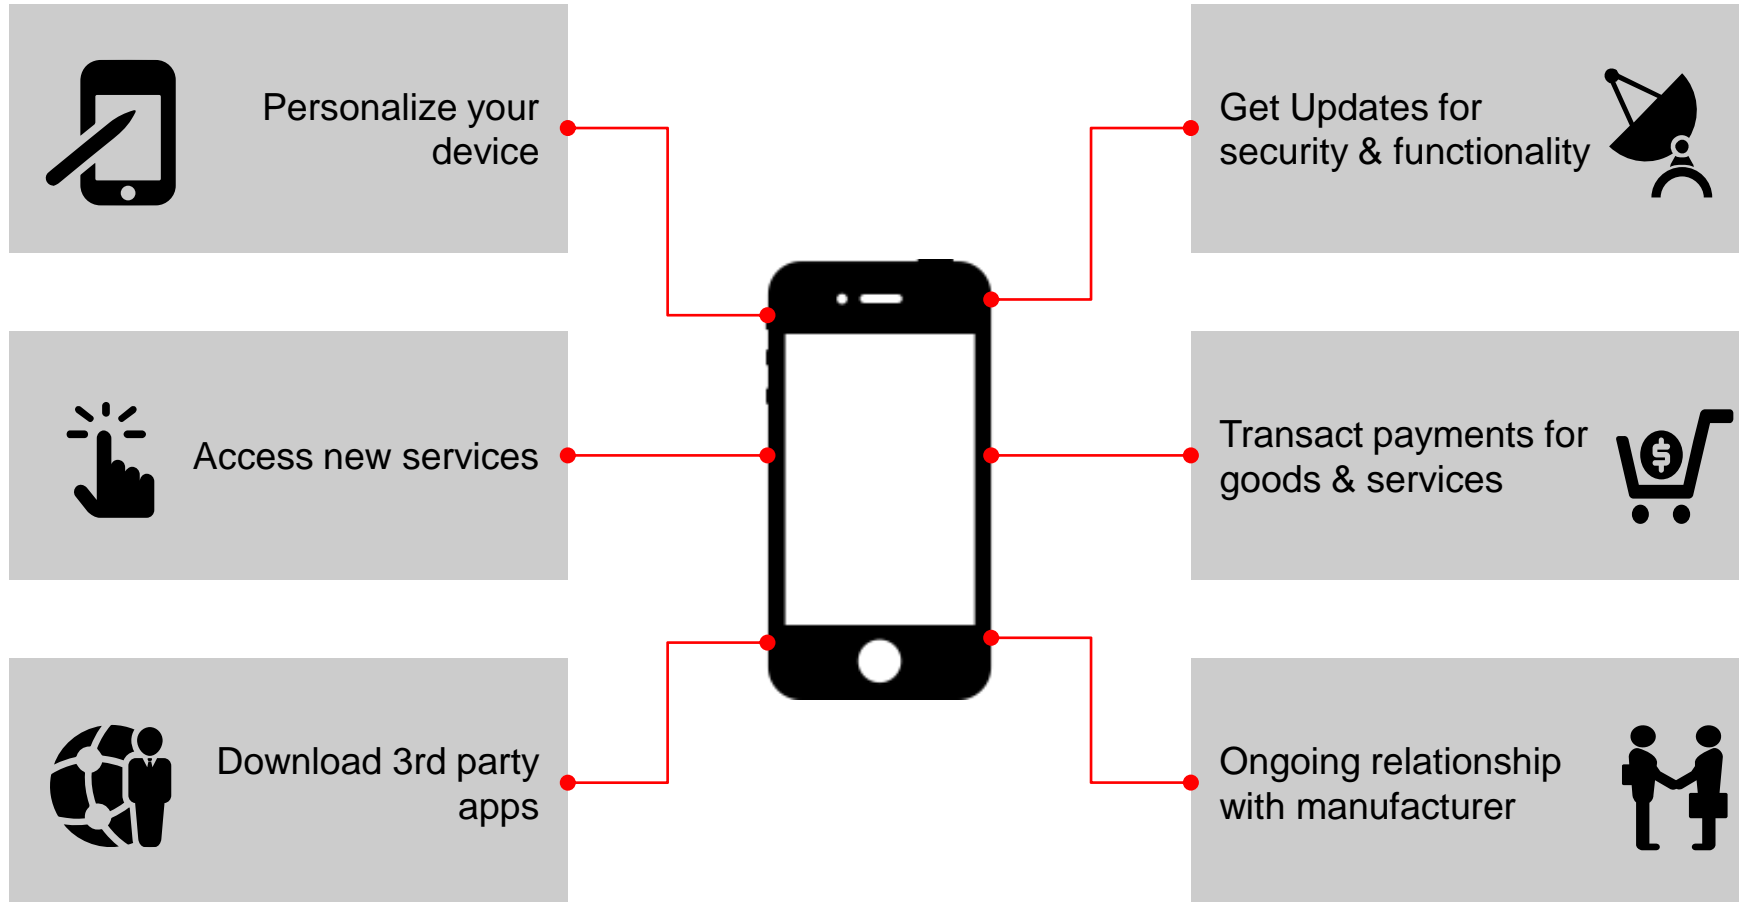 Personalize your
device
Access new services
Download 3rd party
apps
Get Updates for
security & functionality
Transact payments for
goods & services
$
Ongoing relationship
with manufacturer